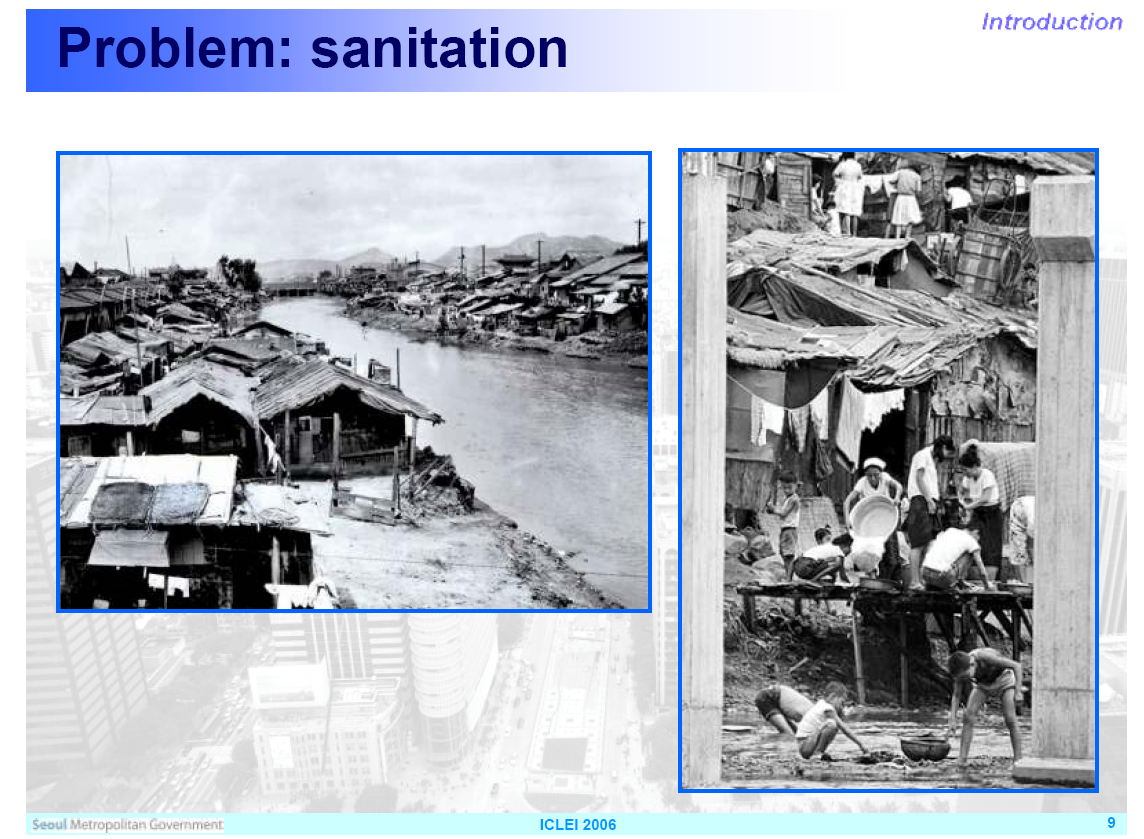 Introduction
Problem: sanitation
Seoul Metropolitan Government
ICLEI 2006
9